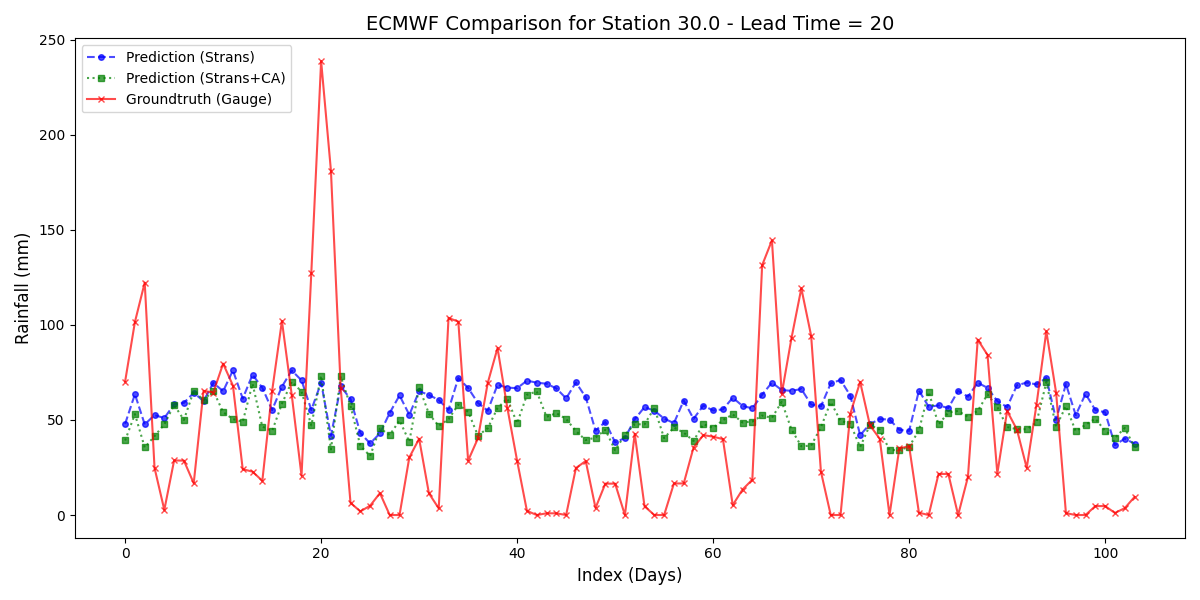 ECMWF Comparison for Station 30.0 - Lead Time = 20
Prediction (Strans)
Prediction (Strans+CA)
Groundtruth (Gauge)
Rainfall (mm)
250
200
150
100
50
0
0 20 40 60 80 100
Index (Days)